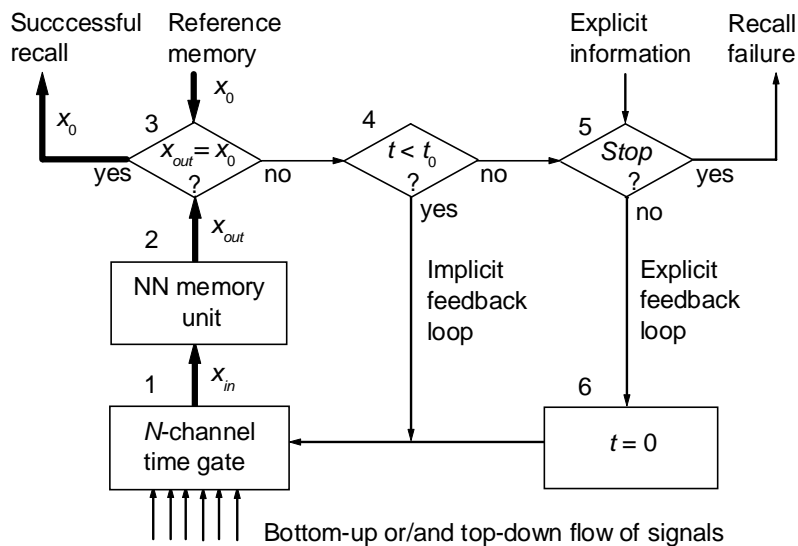 Succcessful
recall
Reference
memory
Explicit
information
Recall
failure
x0
x0
3
4
5
xout = x0
?
yes
no
t < t0
?
no
yes
Stop
?
yes
no
2
xout
NN memory
unit
Implicit
feedback
loop
Explicit
feedback
loop
1
xin
6
N-channel
time gate
t = 0
Bottom-up or/and top-down flow of signals